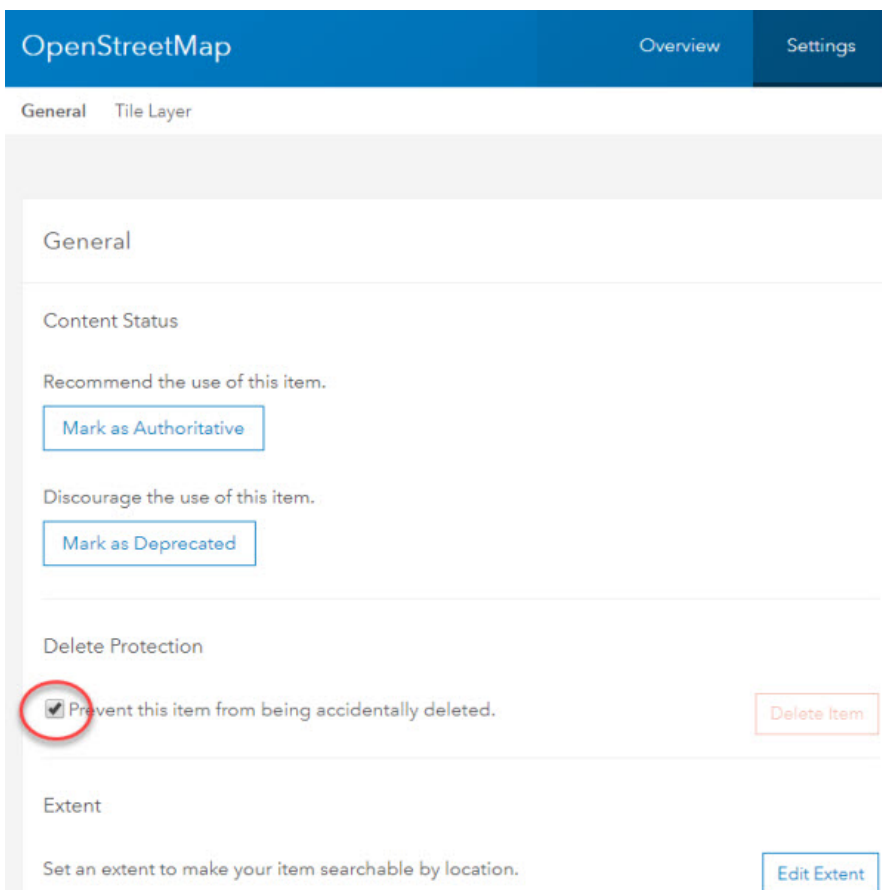 OpenStreetMap Overview Settings
General Tile Layer
General
Content Status
Recommend the use of this item.
Mark as Authoritative
Discourage the use of this item.
Mark as Deprecated
Delete Protection
Prevent this item from being accidentally deleted. Delete Item
Extent
Set an extent to make your item searchable by location. Edit Extent